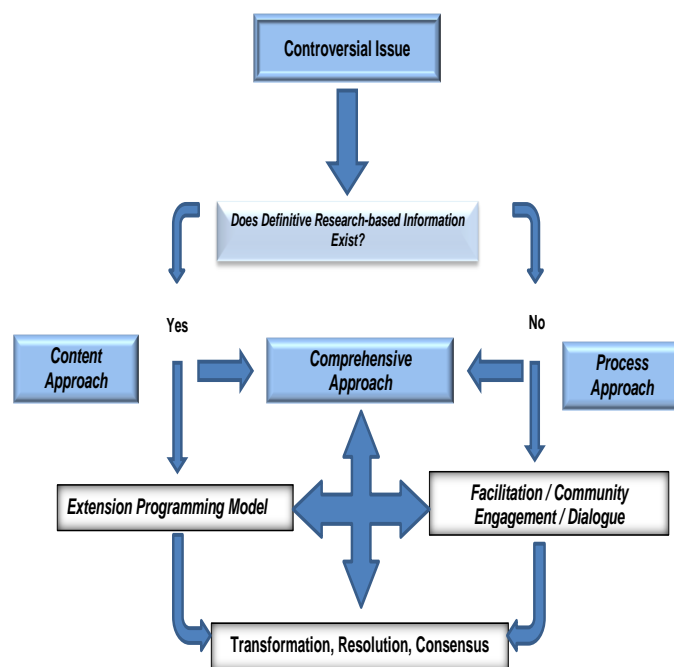 Controversial Issue
Does Definitive Research-based Information
Exist?
Yes
No
Content
Approach
Comprehensive
Approach
Process
Approach
Extension Programming Model
Facilitation / Community
Engagement / Dialogue
Transformation, Resolution, Consensus